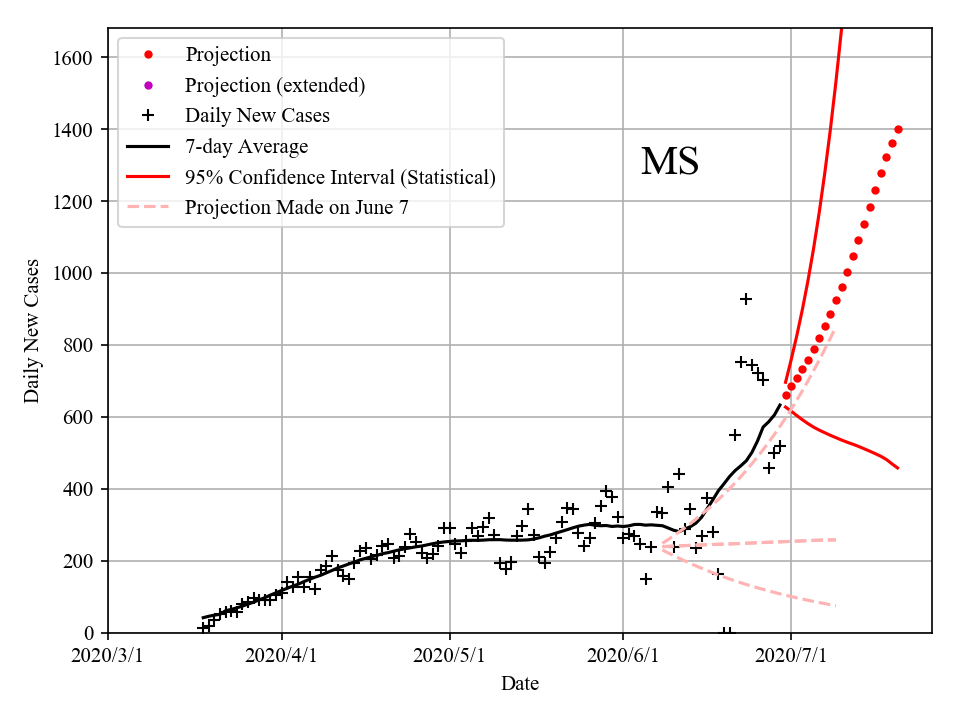 1600
1400
1200
1000
800
600
400
200
0
Daily New Cases
Projection
Projection (extended)
Daily New Cases
7-day Average
95% Confidence Interval (Statistical)
Projection Made on June 7
MS
2020/3/1
2020/4/1
2020/5/1
2020/6/1
2020/7/1
Date